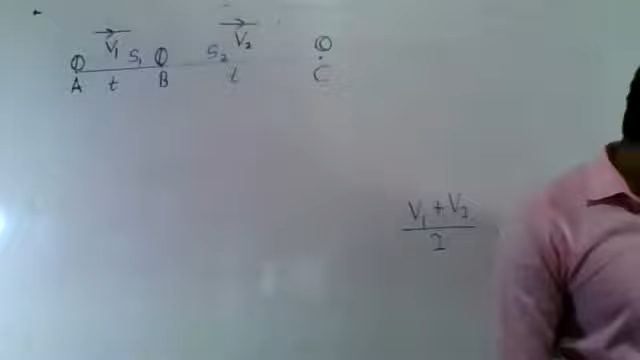 V₁ S₁ S₂ V₂
A t B t C
V₁ + V₂
2